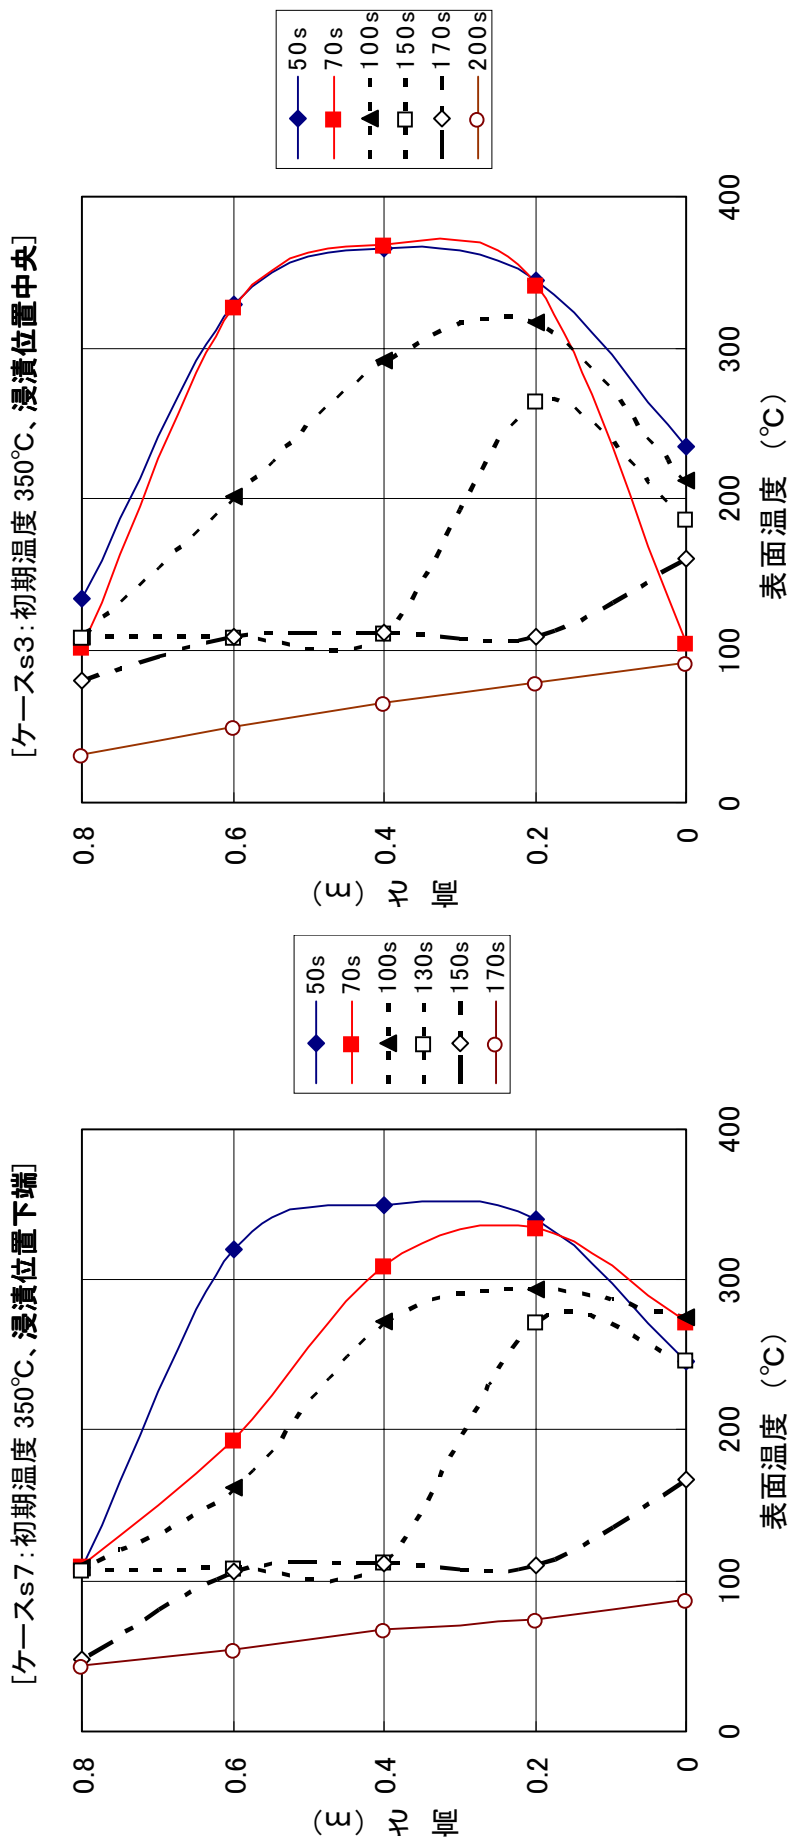 [ケースs7:初期温度 350℃、浸漬位置下端]
0.8
0.6
0.4
0.2
0
高 さ (m)
0
100
200
300
400
表面温度 (℃)
50s
70s
100s
130s
150s
170s
[ケースs3:初期温度 350℃、浸漬位置中央]
0.8
0.6
0.4
0.2
0
高 さ (m)
0
100
200
300
400
表面温度 (℃)
50s
70s
100s
150s
170s
200s